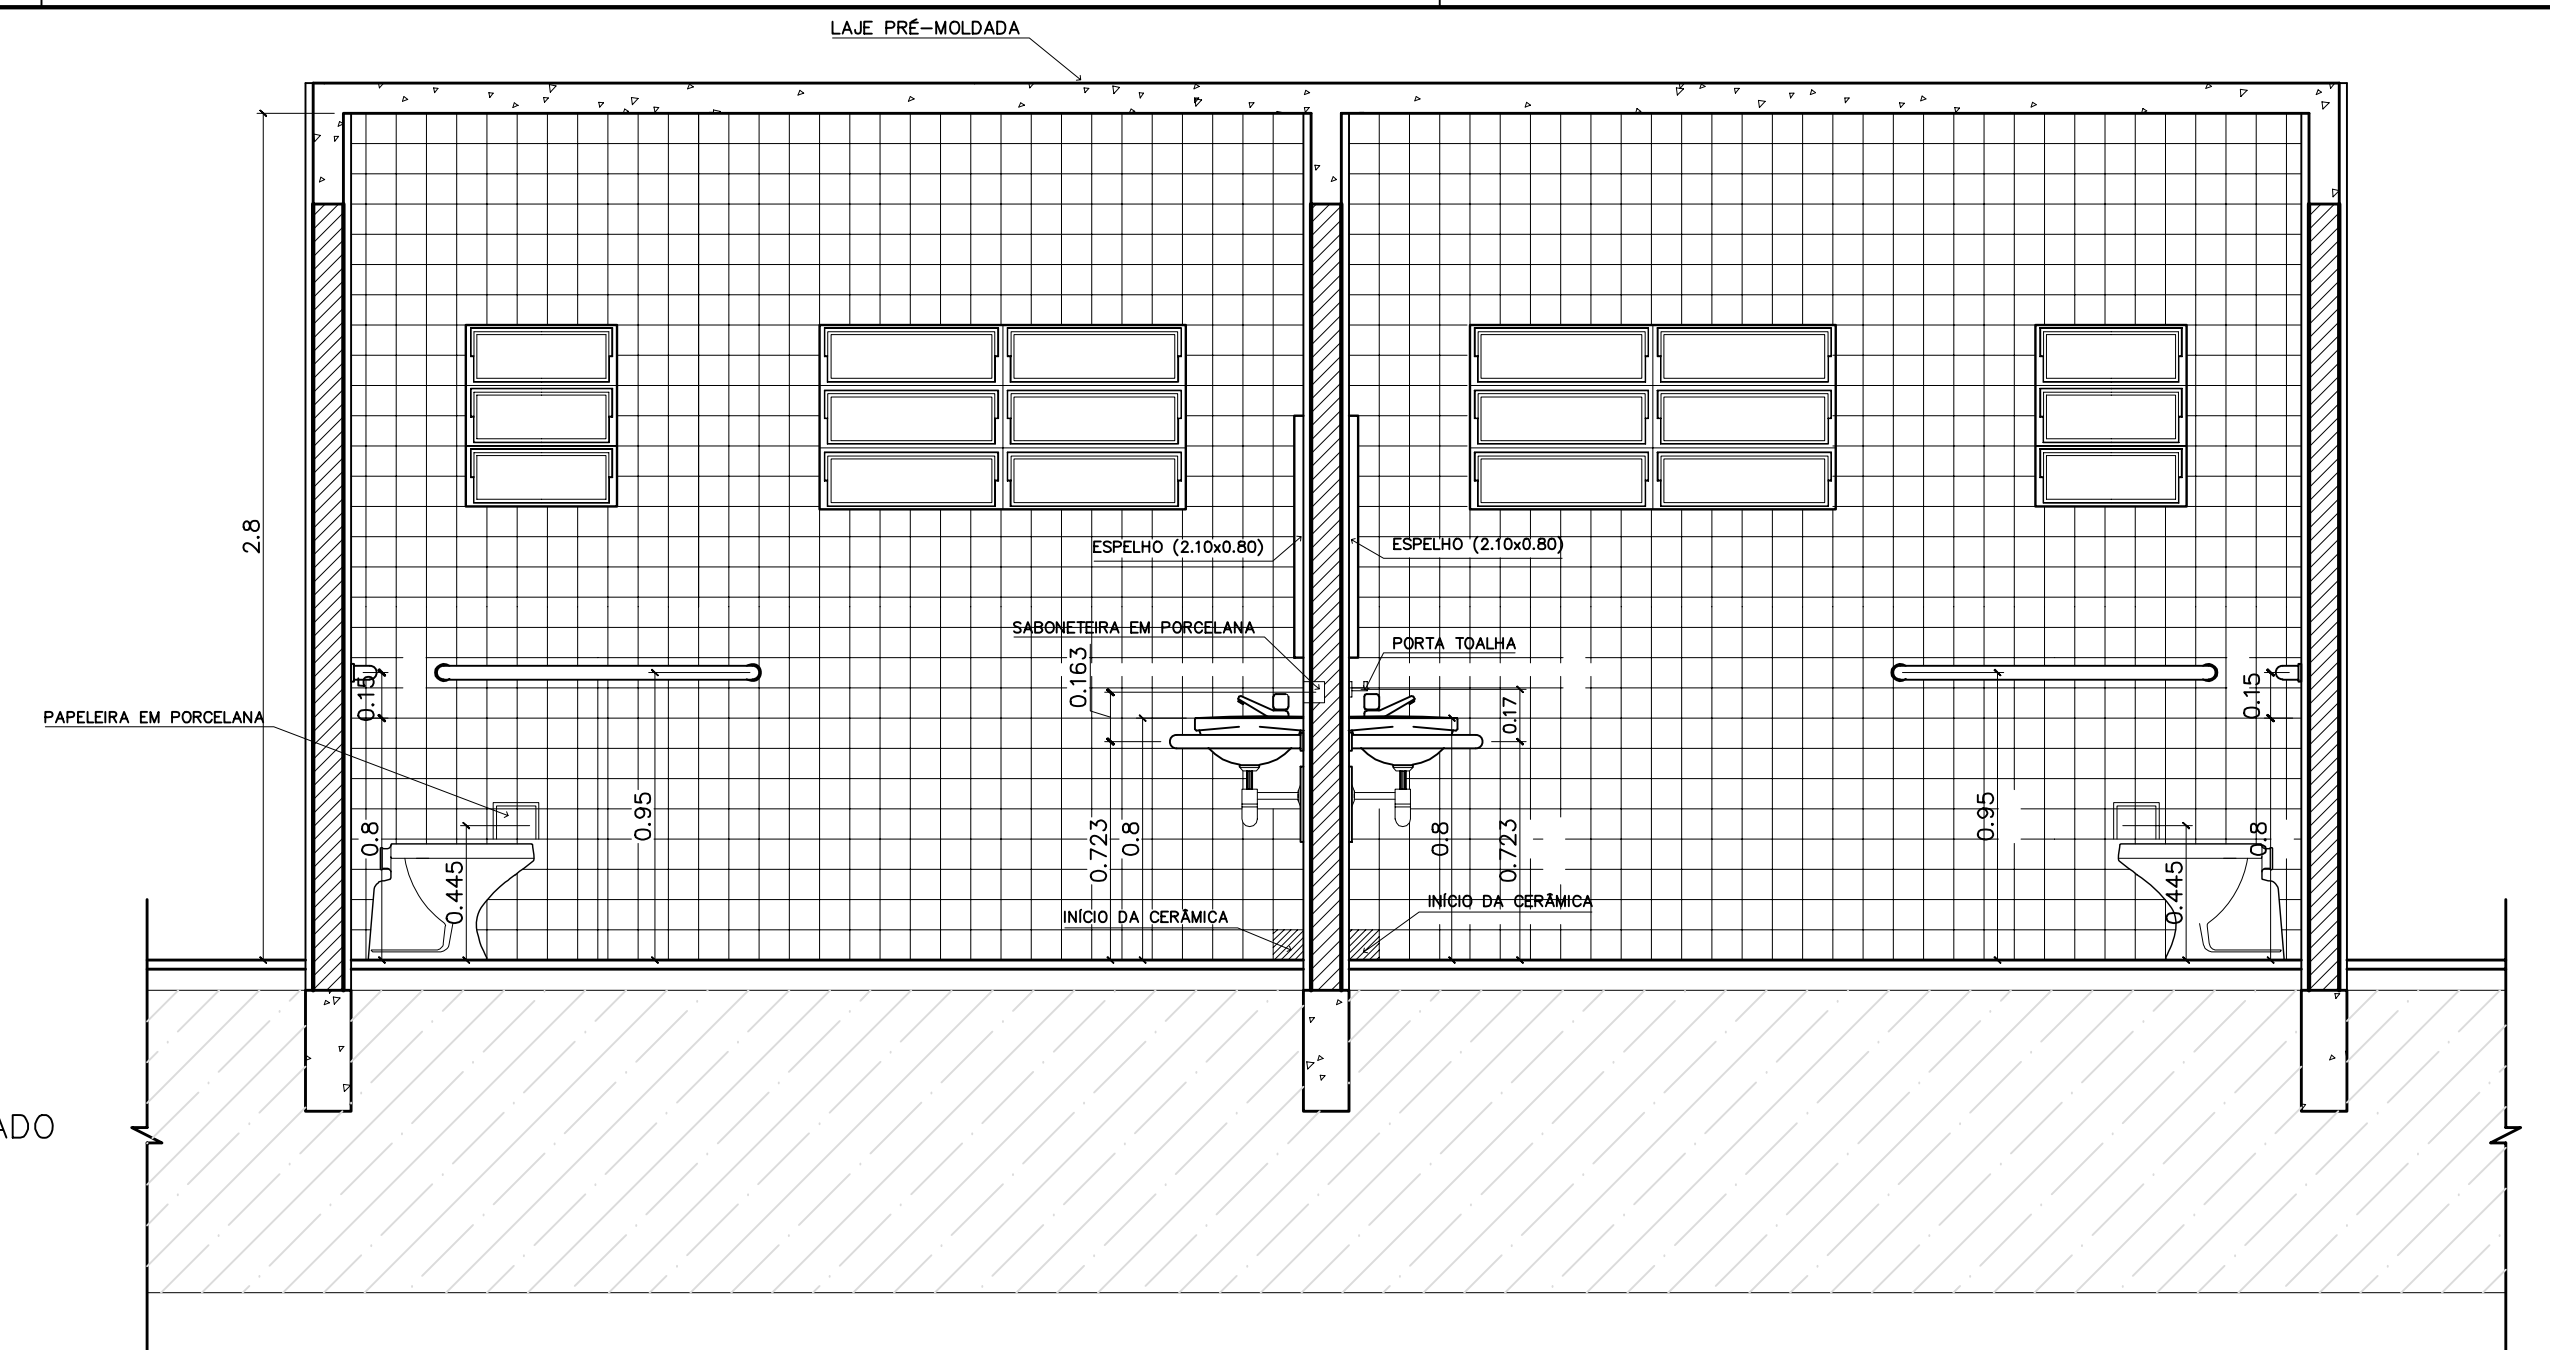 LAJE PRÉ-MOLDADA
2.8
ESPELHO (2.10x0.80)
ESPELHO (2.10x0.80)
SABONETEIRA EM PORCELANA
PORTA TOALHA
0.163
0.15
0.17
0.15
PAPELEIRA EM PORCELANA
0.8
0.95
0.723
0.8
0.8
0.723
0.95
0.8
0.445
0.445
INÍCIO DA CERÂMICA
INÍCIO DA CERÂMICA
ADO